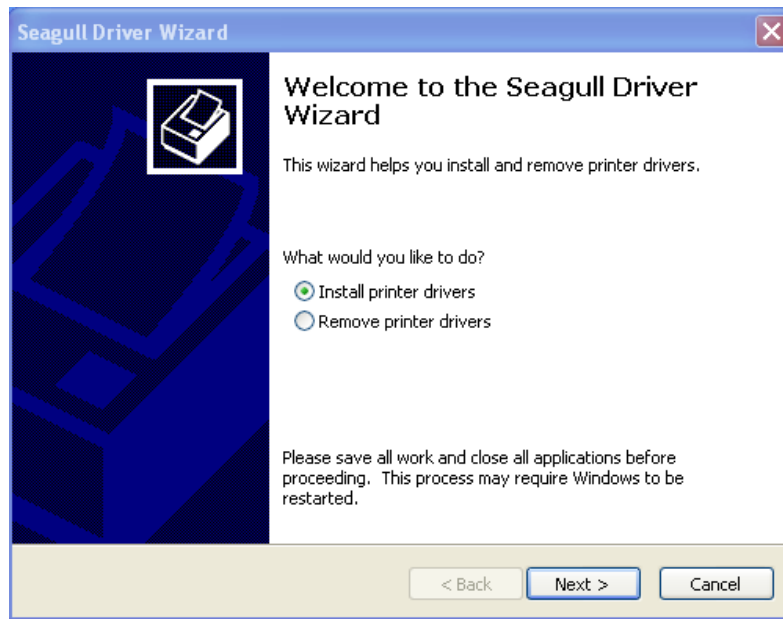 Seagull Driver Wizard
Welcome to the Seagull Driver
Wizard
This wizard helps you install and remove printer drivers.
What would you like to do?
Install printer drivers
Remove printer drivers
Please save all work and close all applications before
proceeding. This process may require Windows to be
restarted.
< Back Next > Cancel